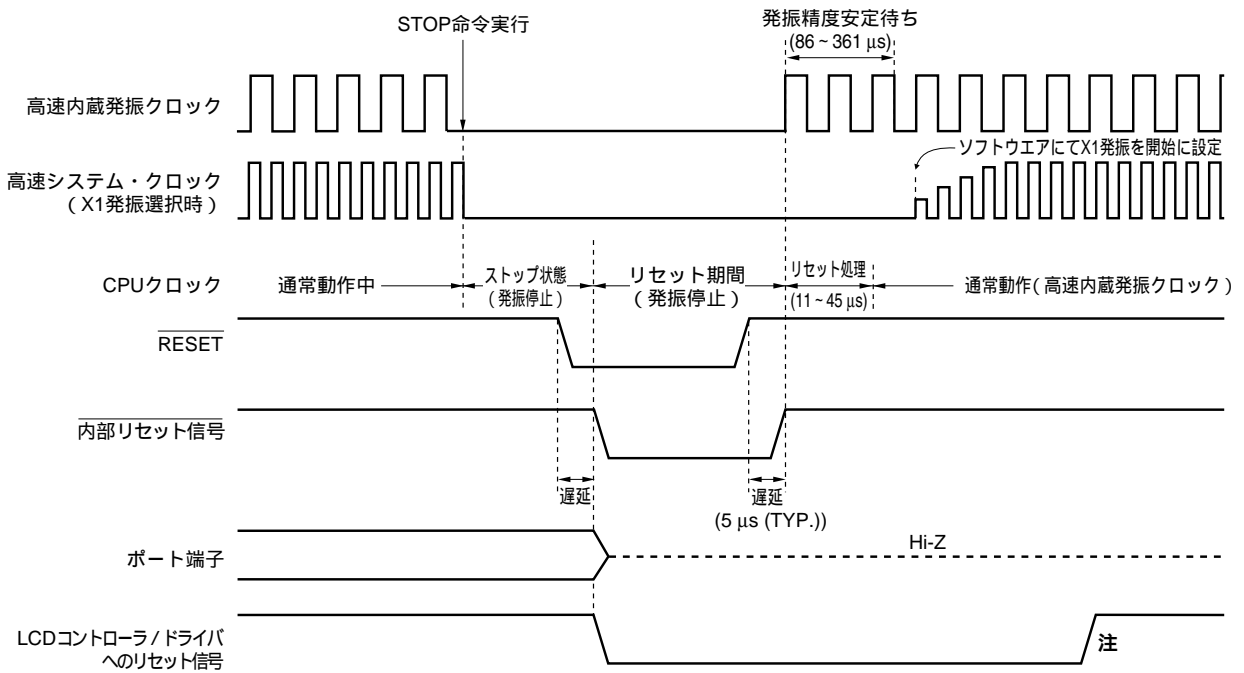 STOP命令実行
発振精度安定待ち
(86~361 μs)
高速内蔵発振クロック
ソフトウエアにてX1発振を開始に設定
高速システム・クロック
(X1発振選択時)
CPUクロック
通常動作中
ストップ状態
(発振停止)
リセット期間
(発振停止)
リセット処理
(11~45 μs)
通常動作(高速内蔵発振クロック)
RESET
内部リセット信号
遅延
遅延
(5 μs (TYP.))
ポート端子
Hi-Z
LCDコントローラ/ドライバ
へのリセット信号
注